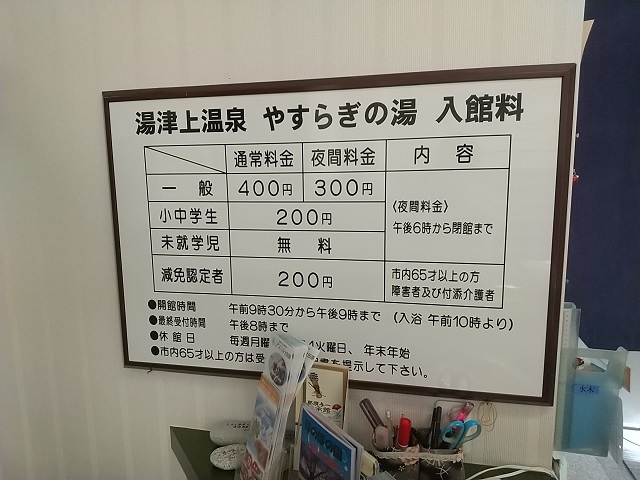 湯津上温泉 やすらぎの湯 入館料
通常料金 夜間料金 内 容
一 般 400円 300円
〈夜間料金〉
午後6時から閉館まで
小中学生 200円
未就学児 無 料
減免認定者 200円
市内65才以上の方
障害者及び付添介護者
●開館時間 午前9時30分から午後9時まで (入浴 午前10時より)
●最終受付時間 午後8時まで
●休館日 毎週月曜 4火曜日、年末年始
●市内65才以上の方は受 を提示して下さい。